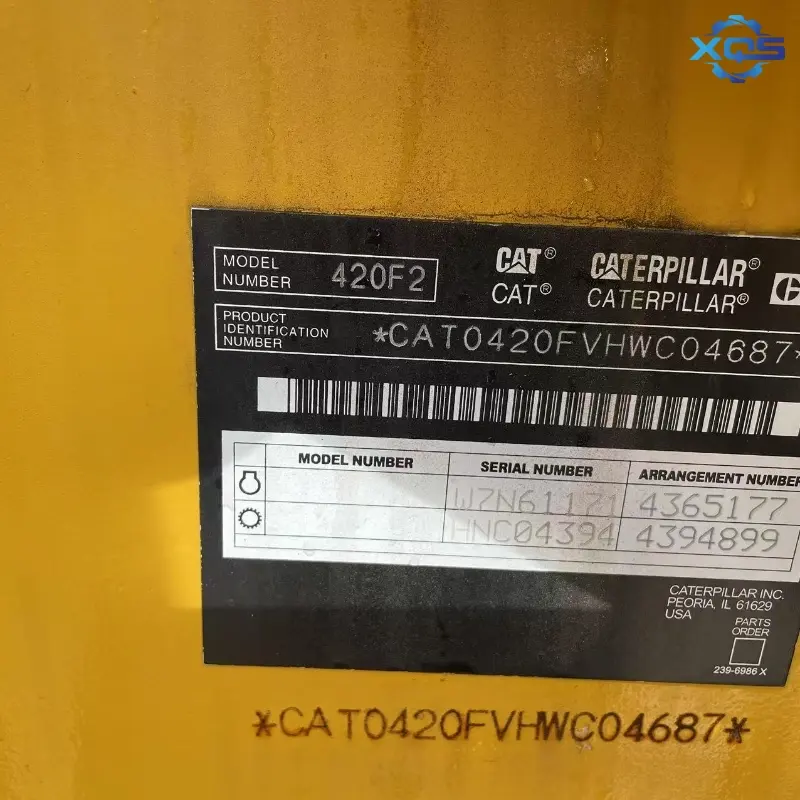 XQS
MODEL NUMBER 420F2
CAT® CATERPILLAR®
CAT® CATERPILLAR®
PRODUCT IDENTIFICATION NUMBER *CAT0420FVHWC04687*
MODEL NUMBER SERIAL NUMBER ARRANGEMENT NUMBER
W7N61171 4365177
HNC04394 4394899
CATERPILLAR INC.
PEORIA, IL 61629
USA
PARTS
ORDER
239-6986 X
*CAT0420FVHWC04687*